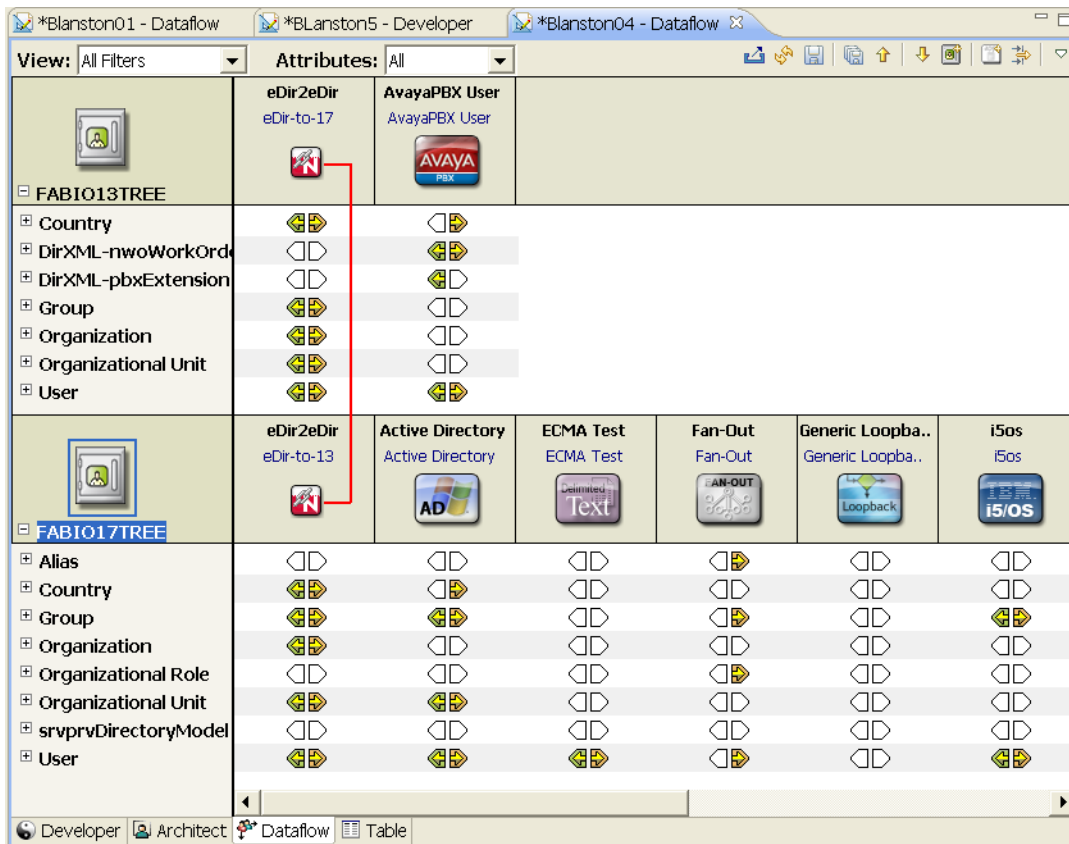 *Blanston01 - Dataflow *BLanston5 - Developer *Blanston04 - Dataflow
View: All Filters Attributes: All
eDir2eDir AvayaPBX User
eDir-to-17 AvayaPBX User
AVAYA
PBX
FABIO13TREE
Country
DirXML-nwoWorkOrde
DirXML-pbxExtension
Group
Organization
Organizational Unit
User
eDir2eDir Active Directory ECMA Test Fan-Out Generic Loopba.. i5os
eDir-to-13 Active Directory ECMA Test Fan-Out Generic Loopba.. i5os
AD Delimited Text FAN-OUT Loopback IBM i5/OS
FABIO17TREE
Alias
Country
Group
Organization
Organizational Role
Organizational Unit
srvprvDirectoryModel
User
Developer Architect Dataflow Table